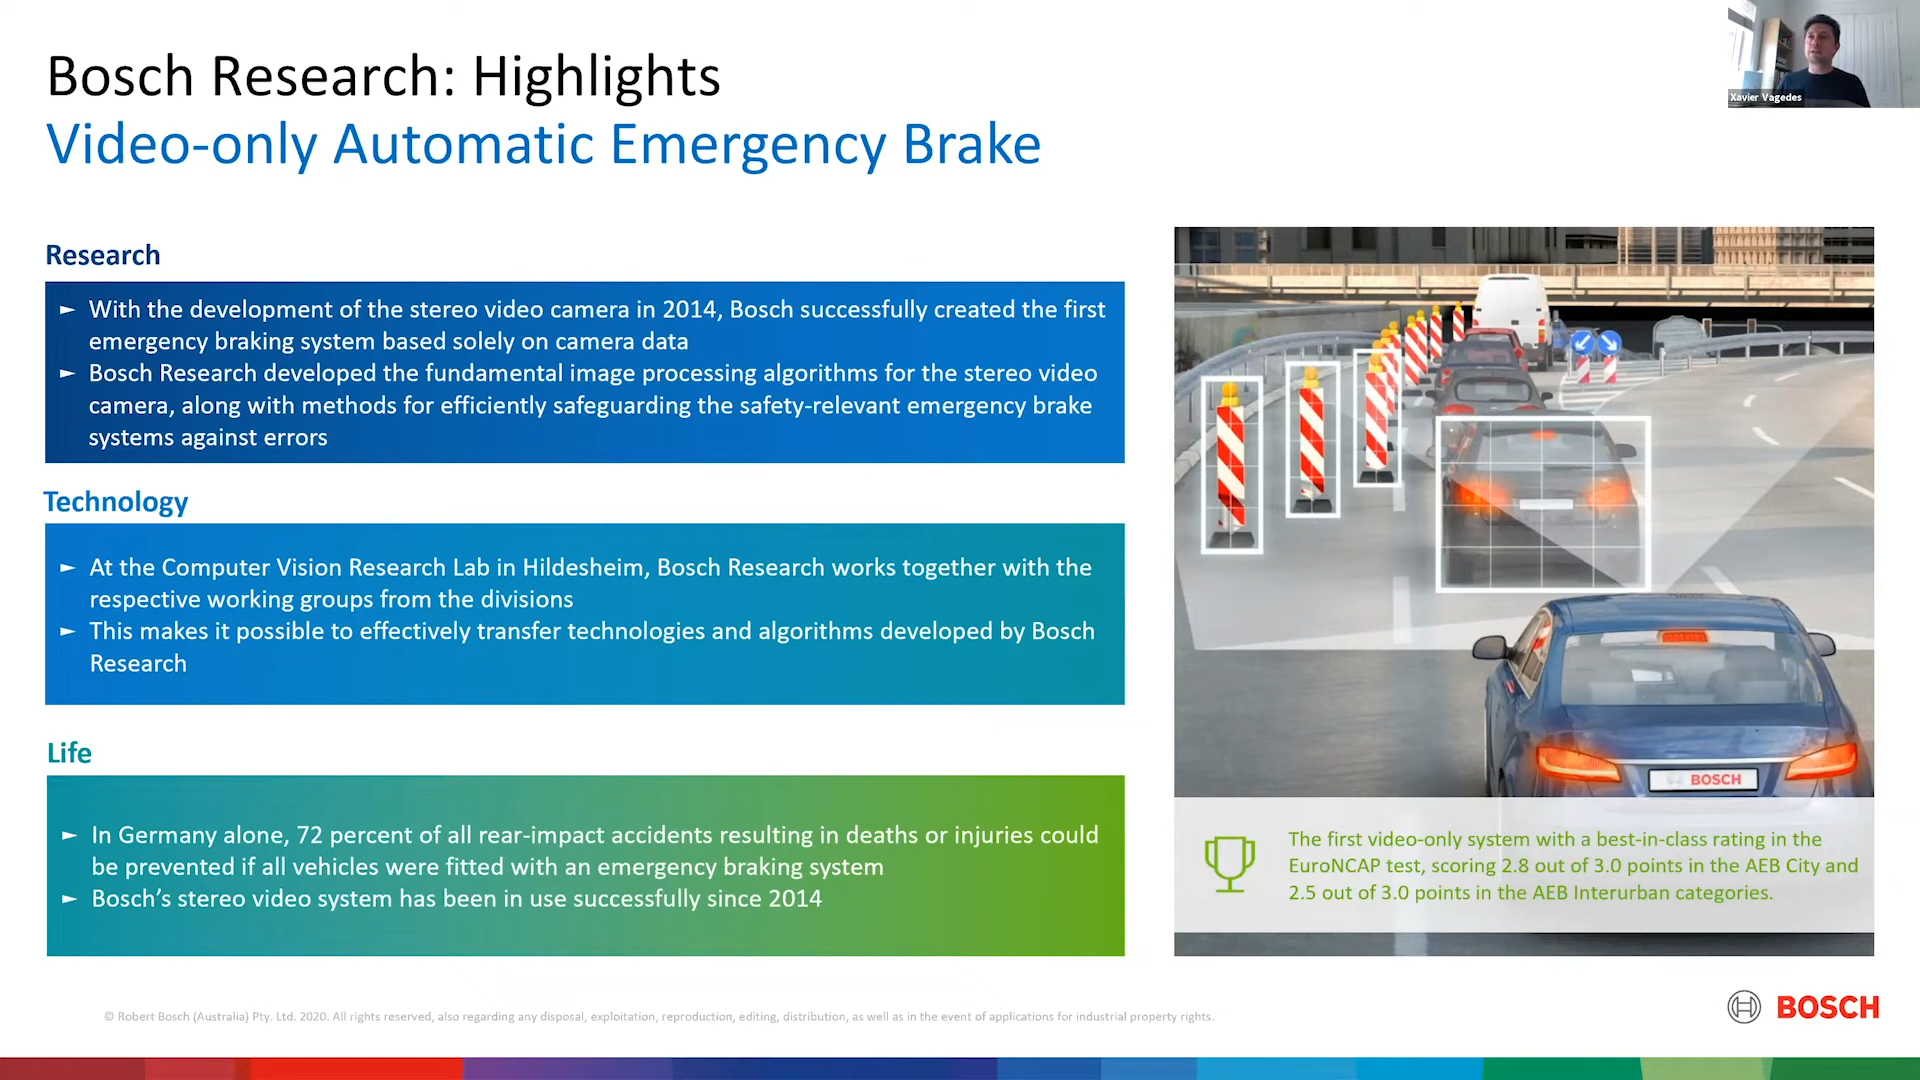 Bosch Research: Highlights
Video-only Automatic Emergency Brake
Xavier Vagedes
Research
► With the development of the stereo video camera in 2014, Bosch successfully created the first
emergency braking system based solely on camera data
► Bosch Research developed the fundamental image processing algorithms for the stereo video
camera, along with methods for efficiently safeguarding the safety-relevant emergency brake
systems against errors
Technology
► At the Computer Vision Research Lab in Hildesheim, Bosch Research works together with the
respective working groups from the divisions
► This makes it possible to effectively transfer technologies and algorithms developed by Bosch
Research
Life
► In Germany alone, 72 percent of all rear-impact accidents resulting in deaths or injuries could
be prevented if all vehicles were fitted with an emergency braking system
► Bosch’s stereo video system has been in use successfully since 2014
BOSCH
The first video-only system with a best-in-class rating in the
EuroNCAP test, scoring 2.8 out of 3.0 points in the AEB City and
2.5 out of 3.0 points in the AEB Interurban categories.
© Robert Bosch (Australia) Pty. Ltd. 2020. All rights reserved, also regarding any disposal, exploitation, reproduction, editing, distribution, as well as in the event of applications for industrial property rights.
BOSCH